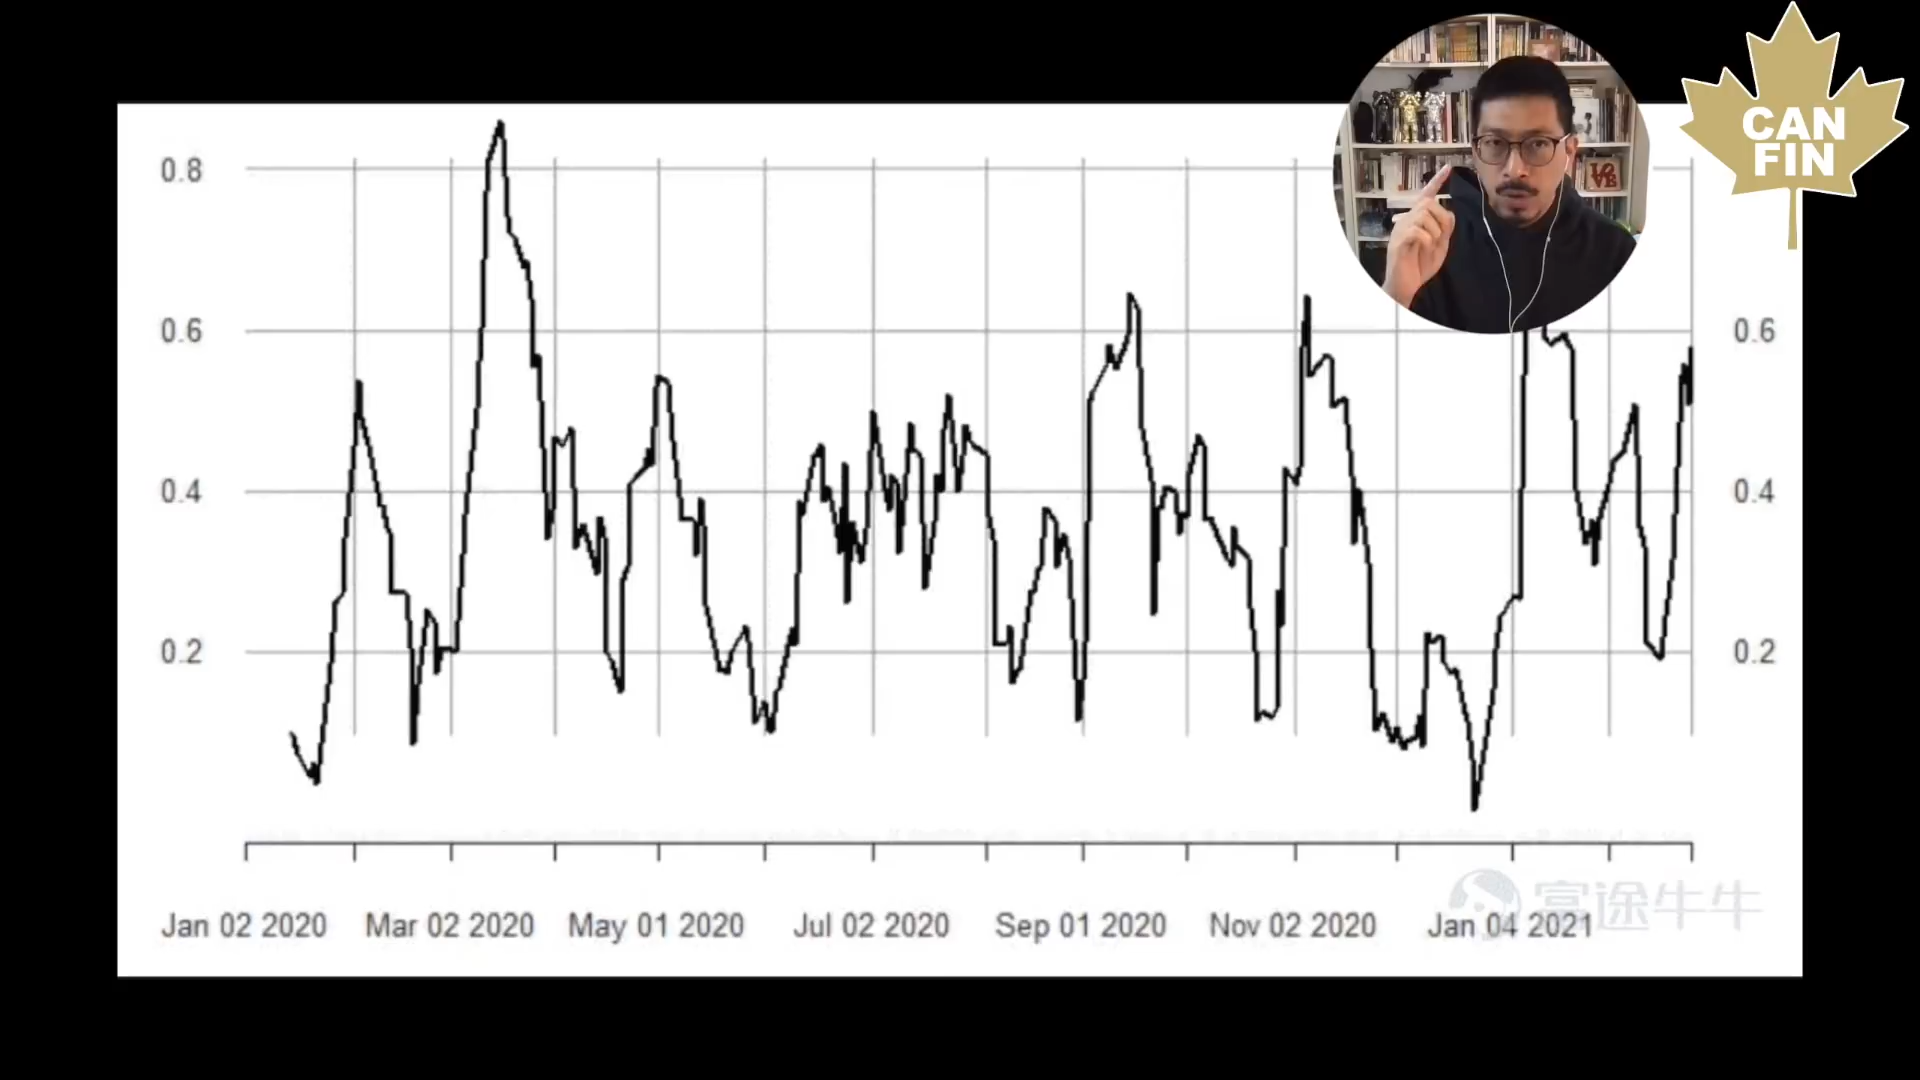 CAN
FIN
LOVE
0.8
0.6
0.6
0.4
0.4
0.2
0.2
富途牛牛
Jan 02 2020
Mar 02 2020
May 01 2020
Jul 02 2020
Sep 01 2020
Nov 02 2020
Jan 04 2021